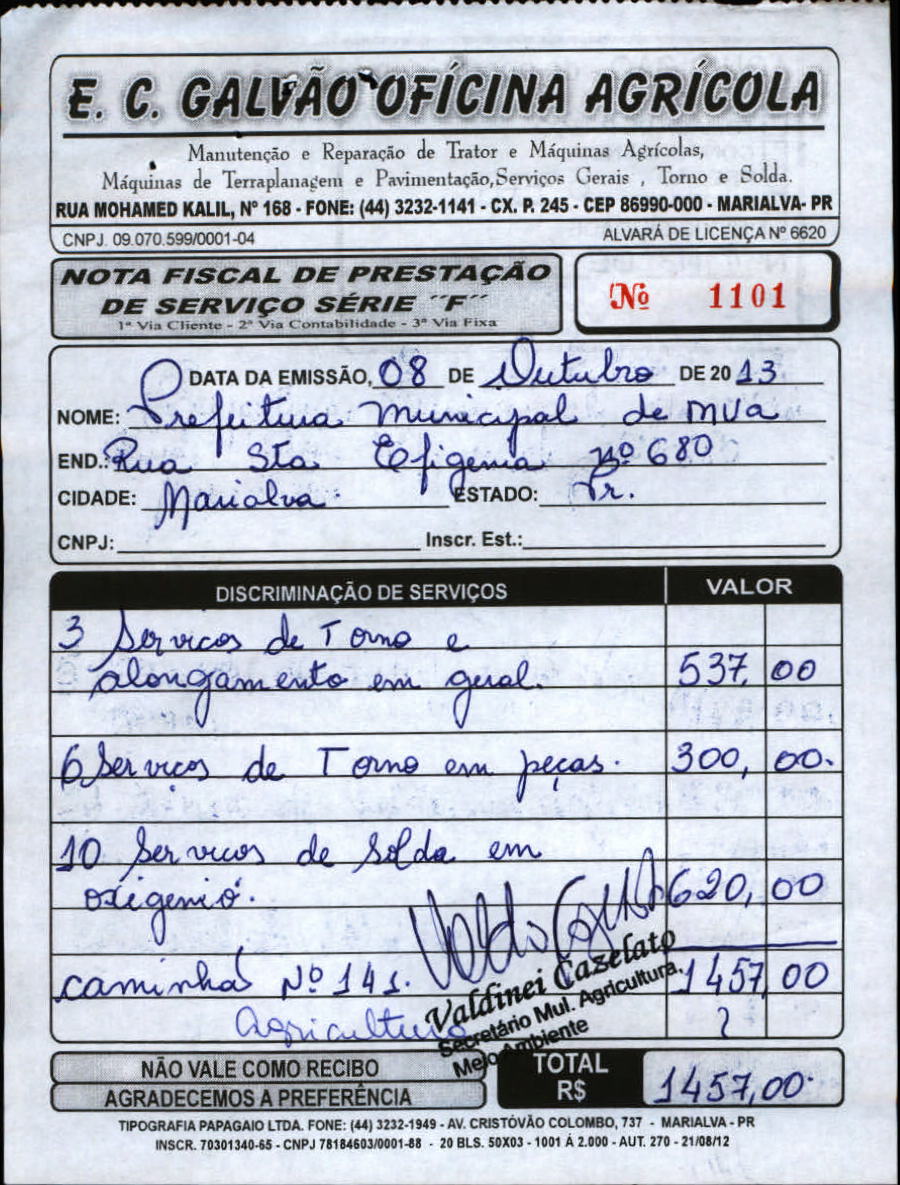 E. C. GALVÃO OFÍCINA AGRÍCOLA
Manutenção e Reparação de Trator e Máquinas Agrícolas,
Máquinas de Terraplanagem e Pavimentação,Serviços Gerais , Torno e Solda.
RUA MOHAMED KALIL, Nº 168 - FONE: (44) 3232-1141 - CX. P. 245 - CEP 86990-000 - MARIALVA- PR
CNPJ. 09.070.599/0001-04 ALVARÁ DE LICENÇA Nº 6620
NOTA FISCAL DE PRESTAÇÃO
DE SERVIÇO SÉRIE "F"
1ª Via Cliente - 2ª Via Contabilidade - 3ª Via Fixa
Nº 1101
DATA DA EMISSÃO, 08 DE Outubro DE 2013
NOME: Prefeitura Municipal de MVa
END.: Rua Sta Efigenia nº 680
CIDADE: Marialva ESTADO: Pr.
CNPJ: Inscr. Est.:
DISCRIMINAÇÃO DE SERVIÇOS VALOR
3 Serviços de Torno e
alongamento em geral. 537,00
6 Serviços de Torno em peças. 300,00.
10 Serviços de Solda em
oxigenio. 620,00
caminhá Nº 141. 1457,00
Agricultura
Valdinei Cazelato
Secretário Mul. Agricultura.
Meio Ambiente
NÃO VALE COMO RECIBO
AGRADECEMOS A PREFERÊNCIA
TOTAL
R$ 1457,00
TIPOGRAFIA PAPAGAIO LTDA. FONE: (44) 3232-1949 - AV. CRISTÓVÃO COLOMBO, 737 - MARIALVA - PR
INSCR. 70301340-65 - CNPJ 78184603/0001-88 - 20 BLS. 50X03 - 1001 Á 2.000 - AUT. 270 - 21/08/12